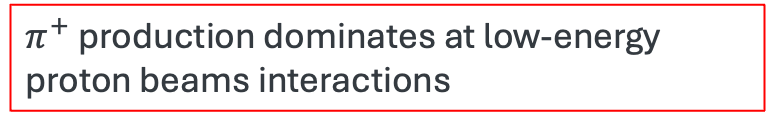 π⁺ production dominates at low-energy
proton beams interactions